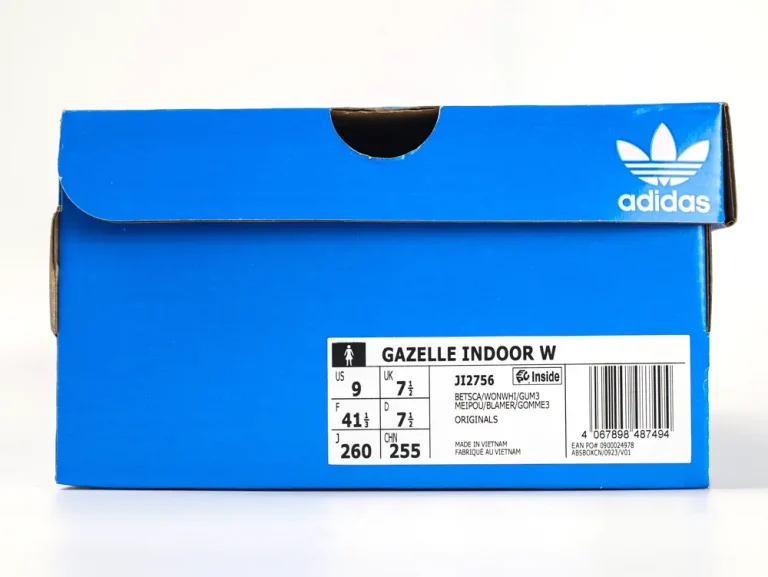 adidas
GAZELLE INDOOR W
US 9 UK 7½
F 41⅓ D 7½
J 260 CHN 255
JI2756 Inside
BETSCA/WONWHI/GUM3
MEIPOU/BLAMER/GOMME3
ORIGINALS
MADE IN VIETNAM
FABRIQUÉ AU VIETNAM
4 067898 487494
EAN PO# 0900024978
ABSBOXCN/0923/V01